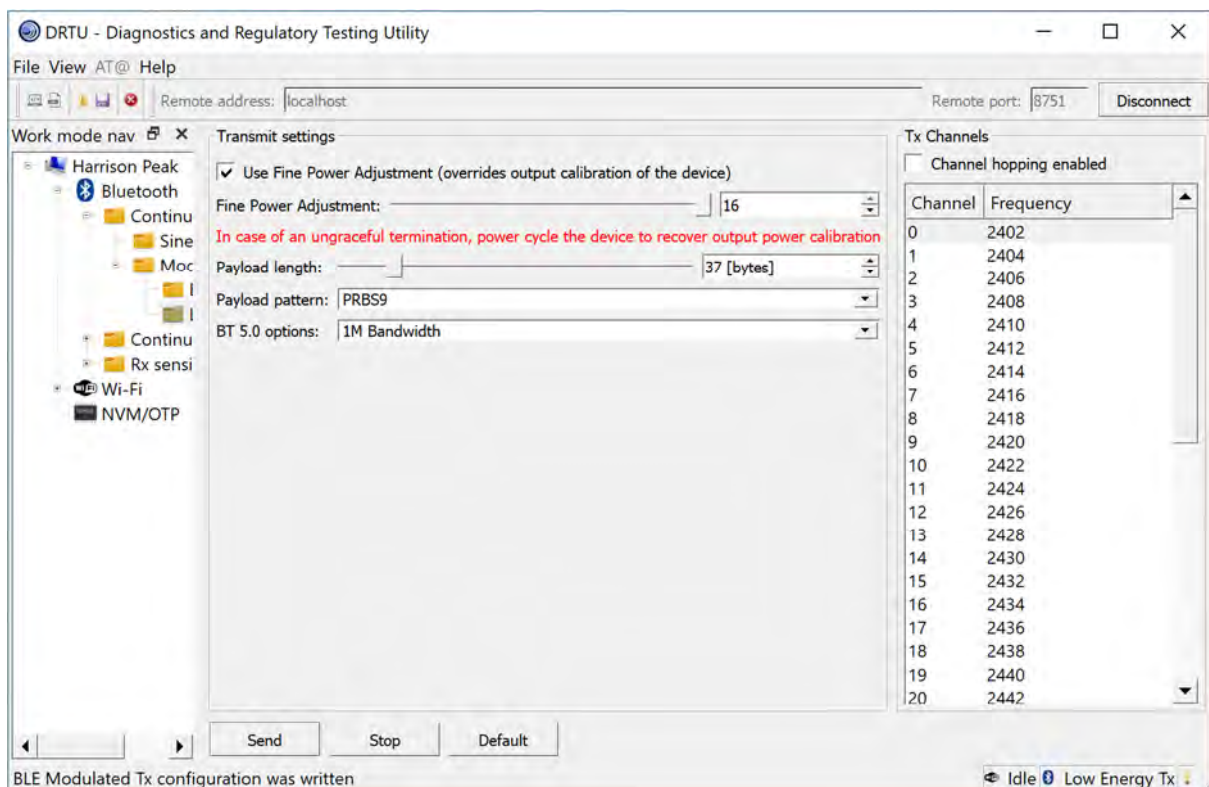 DRTU - Diagnostics and Regulatory Testing Utility
File View AT@ Help
Remote address: localhost Remote port: 8751 Disconnect
Work mode nav
Harrison Peak
Bluetooth
Continu
Sine
Moc
Continu
Rx sensi
Wi-Fi
NVM/OTP
Transmit settings
Use Fine Power Adjustment (overrides output calibration of the device)
Fine Power Adjustment: 16
In case of an ungraceful termination, power cycle the device to recover output power calibration
Payload length: 37 [bytes]
Payload pattern: PRBS9
BT 5.0 options: 1M Bandwidth
Tx Channels
Channel hopping enabled
Channel Frequency
0 2402
1 2404
2 2406
3 2408
4 2410
5 2412
6 2414
7 2416
8 2418
9 2420
10 2422
11 2424
12 2426
13 2428
14 2430
15 2432
16 2434
17 2436
18 2438
19 2440
20 2442
Send Stop Default
BLE Modulated Tx configuration was written
Idle Low Energy Tx